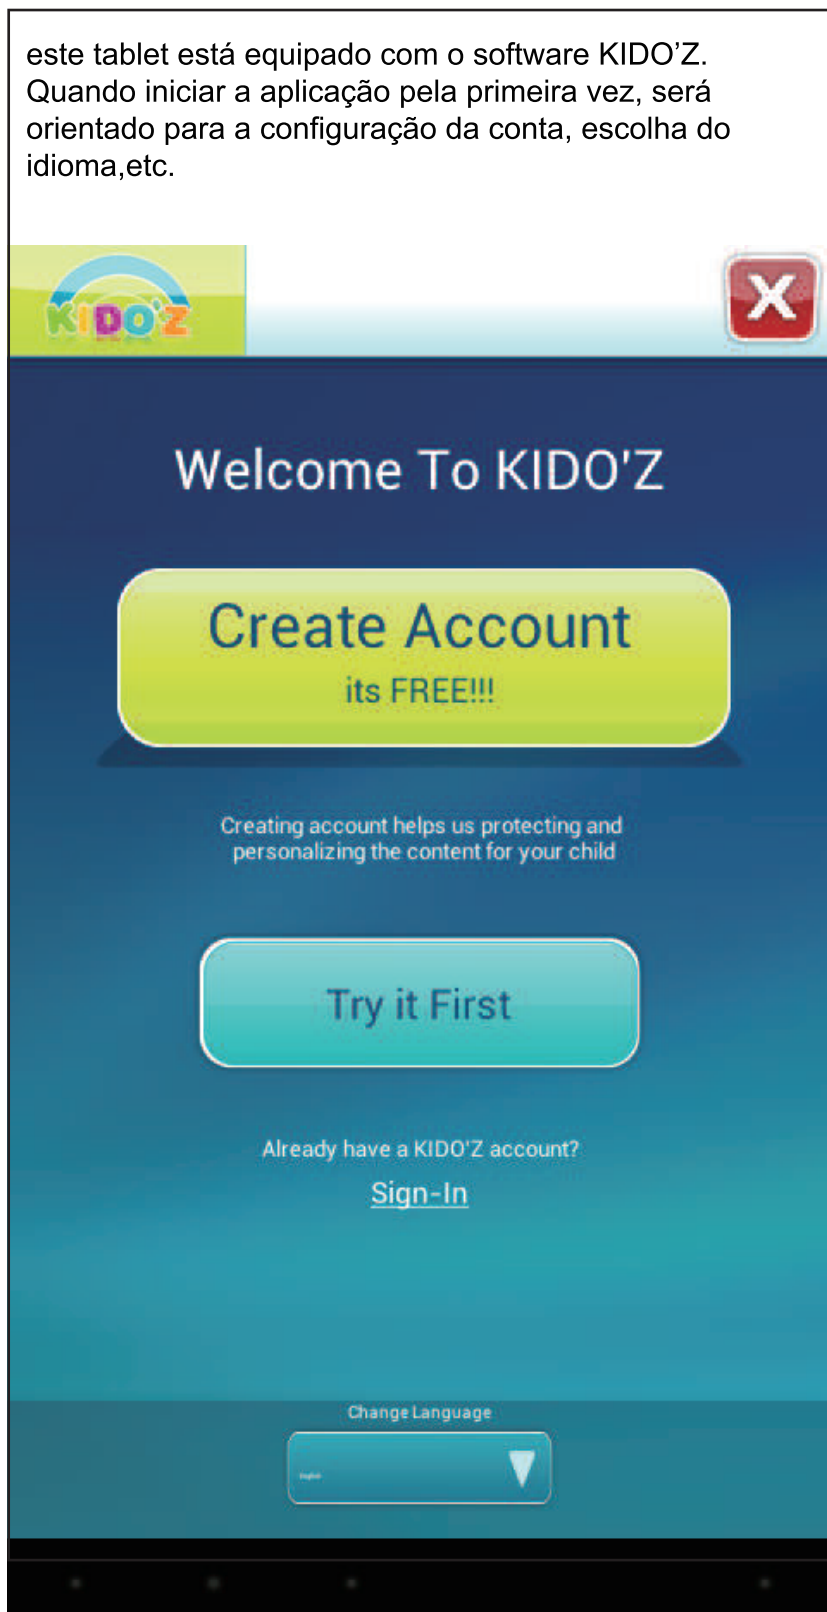 este tablet está equipado com o software KIDO’Z.
Quando iniciar a aplicação pela primeira vez, será
orientado para a configuração da conta, escolha do
idioma,etc.
KIDO'Z
Welcome To KIDO'Z
Create Account
its FREE!!!
Creating account helps us protecting and
personalizing the content for your child
Try it First
Already have a KIDO'Z account?
Sign-In
Change Language
English